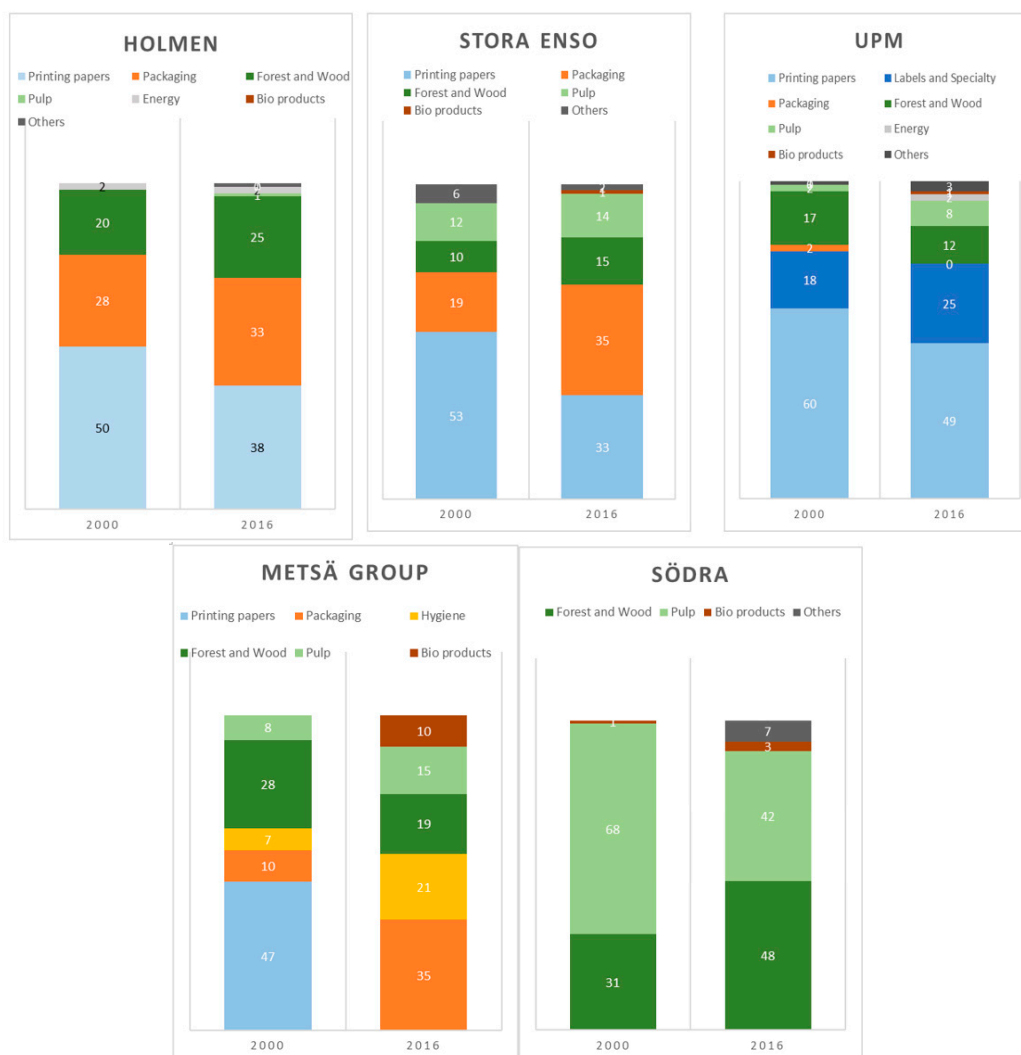 HOLMEN
Printing papers Packaging Forest and Wood
Pulp Energy Bio products
Others
2
20
28
50
1
25
33
38
2000 2016
STORA ENSO
Printing papers Packaging
Forest and Wood Pulp
Bio products Others
6
12
10
19
53
14
15
35
33
2000 2016
UPM
Printing papers Labels and Specialty
Packaging Forest and Wood
Pulp Energy
Bio products Others
17
2
18
60
3
2
8
12
0
25
49
2000 2016
METSÄ GROUP
Printing papers Packaging Hygiene
Forest and Wood Pulp Bio products
8
28
7
10
47
10
15
19
21
35
2000 2016
SÖDRA
Forest and Wood Pulp Bio products Others
1
68
31
7
3
42
48
2000 2016